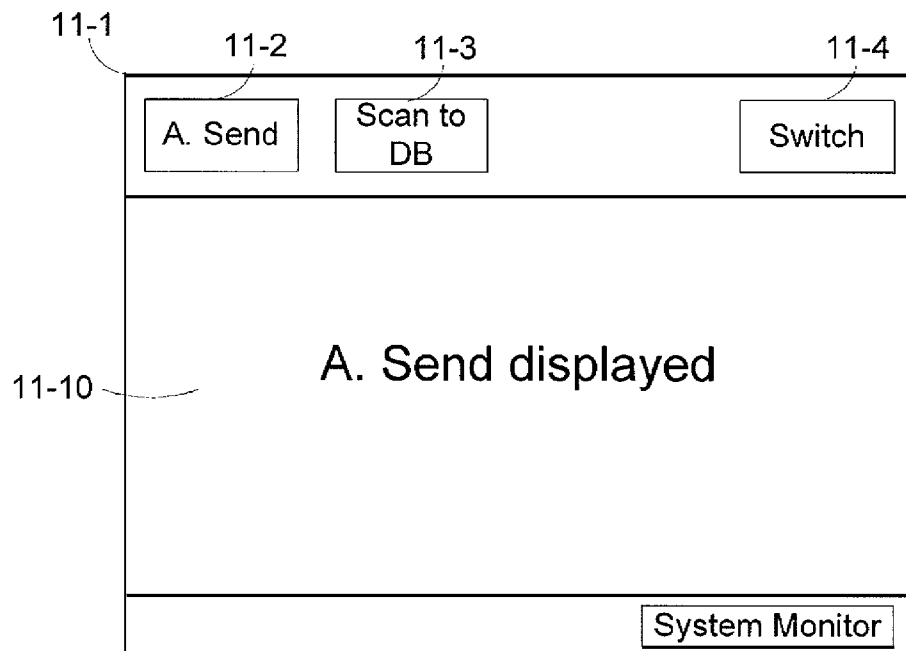 11-1
11-2
11-3
11-4
A. Send
Scan to
DB
Switch
A. Send displayed
11-10
System Monitor